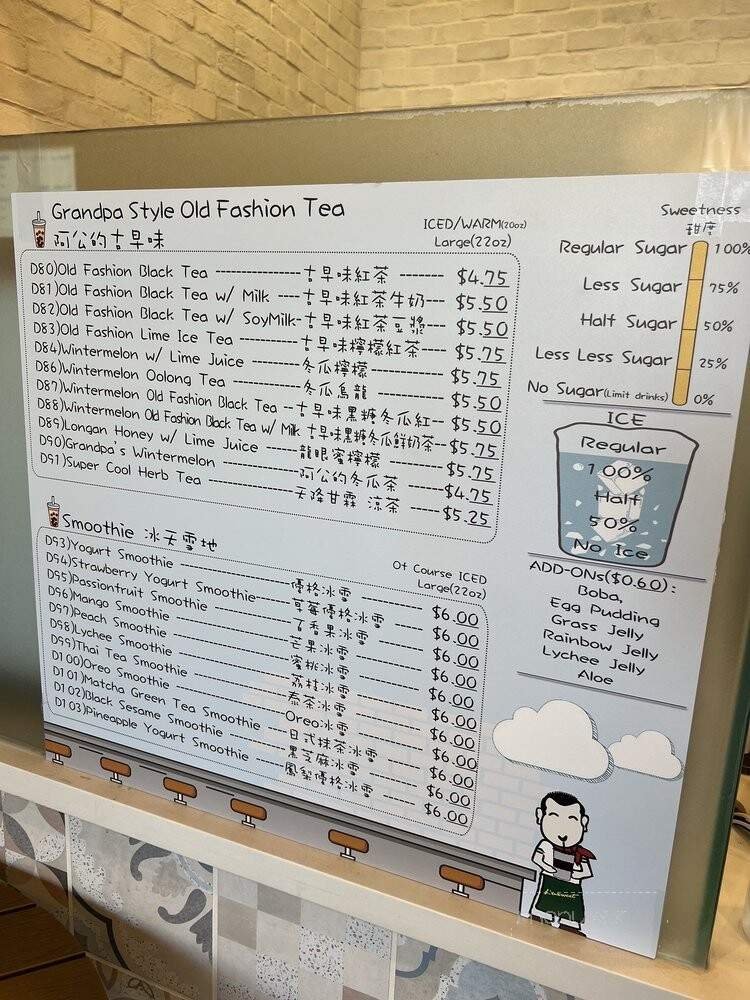 Grandpa Style Old Fashion Tea
阿公的古早味
ICED/WARM(20oz)
Large(22oz)
D80)Old Fashion Black Tea ---------------古早味紅茶 ------- $4.75
D81)Old Fashion Black Tea w/ Milk ---古早味紅茶牛奶--- $5.50
D82)Old Fashion Black Tea w/ SoyMilk-古早味紅茶豆漿--- $5.50
D83)Old Fashion Lime Ice Tea ----------古早味檸檬紅茶--- $5.75
D84)Wintermelon w/ Lime Juice ---------冬瓜檸檬---------- $5.75
D86)Wintermelon Oolong Tea ------------冬瓜烏龍---------- $5.50
D87)Wintermelon Old Fashion Black Tea --古早味黑糖冬瓜紅-- $5.50
D88)Wintermelon Old Fashion Black Tea w/ Milk 古早味黑糖冬瓜鮮奶茶-- $5.75
D89)Longan Honey w/ Lime Juice -------龍眼蜜檸檬-------- $5.75
D90)Grandpa's Wintermelon --------------阿公的冬瓜茶------ $4.75
D91)Super Cool Herb Tea ----------------天降甘霖 涼茶------ $5.25
Smoothie 冰天雪地
Of Course ICED
Large(22oz)
D93)Yogurt Smoothie --------------------優格冰雪---------- $6.00
D94)Strawberry Yogurt Smoothie------草莓優格冰雪------ $6.00
D95)Passionfruit Smoothie --------------百香果冰雪-------- $6.00
D96)Mango Smoothie --------------------芒果冰雪---------- $6.00
D97)Peach Smoothie ---------------------蜜桃冰雪---------- $6.00
D98)Lychee Smoothie -------------------荔枝冰雪---------- $6.00
D99)Thai Tea Smoothie -----------------泰茶冰雪---------- $6.00
D100)Oreo Smoothie --------------------Oreo冰雪---------- $6.00
D101)Matcha Green Tea Smoothie ----日式抹茶冰雪------ $6.00
D102)Black Sesame Smoothie ---------黑芝麻冰雪-------- $6.00
D103)Pineapple Yogurt Smoothie ------鳳梨優格冰雪------ $6.00
Sweetness
甜度
Regular Sugar 100%
Less Sugar 75%
Half Sugar 50%
Less Less Sugar 25%
No Sugar(Limit drinks) 0%
ICE
Regular
100%
Half
50%
No Ice
ADD-ONs($0.60):
Boba,
Egg Pudding
Grass Jelly
Rainbow Jelly
Lychee Jelly
Aloe